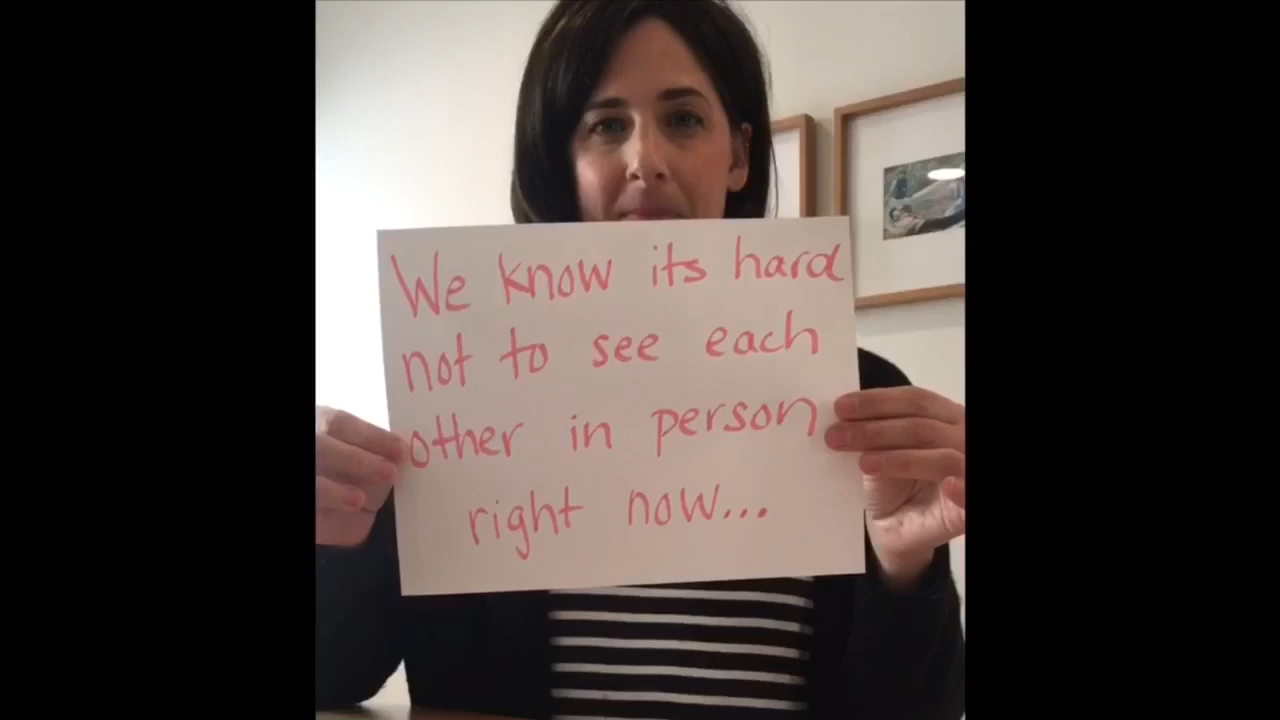 We know its hard
not to see each
other in person
right now...